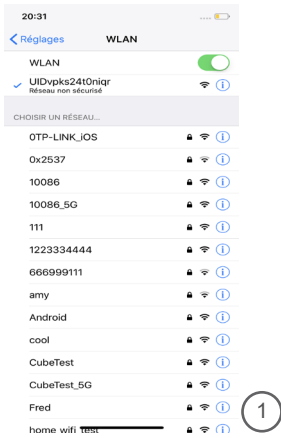 20:31
Réglages WLAN
WLAN
UIDvpks24t0niqr
Réseau non sécurisé
CHOISIR UN RÉSEAU...
0TP-LINK_iOS
0x2537
10086
10086_5G
111
1223334444
666999111
amy
Android
cool
CubeTest
CubeTest_5G
Fred
1
home wifi test